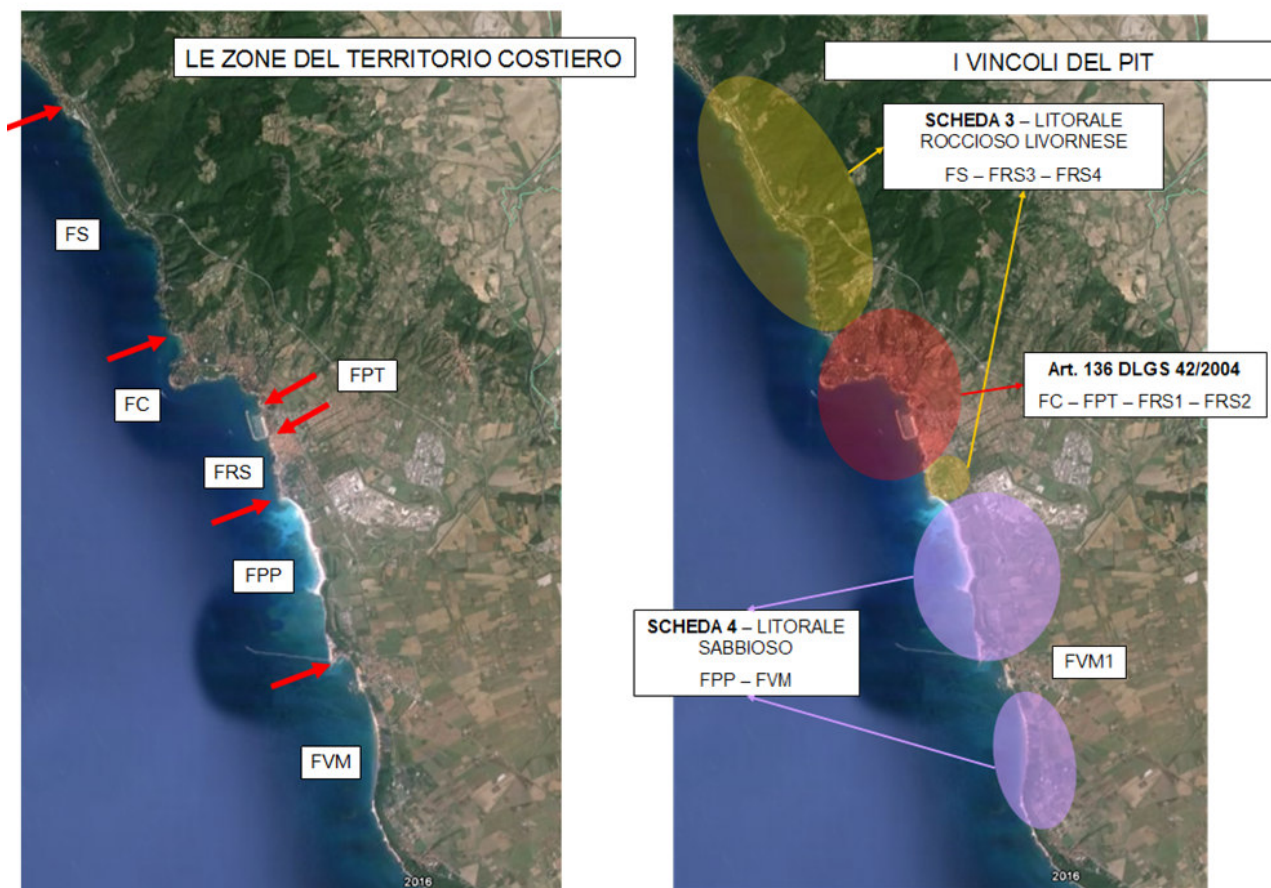 LE ZONE DEL TERRITORIO COSTIERO
FS
FPT
FC
FRS
FPP
FVM
2016
I VINCOLI DEL PIT
SCHEDA 3 – LITORALE
ROCCIOSO LIVORNESE
FS – FRS3 – FRS4
Art. 136 DLGS 42/2004
FC – FPT – FRS1 – FRS2
SCHEDA 4 – LITORALE
SABBIOSO
FPP – FVM
FVM1
2016